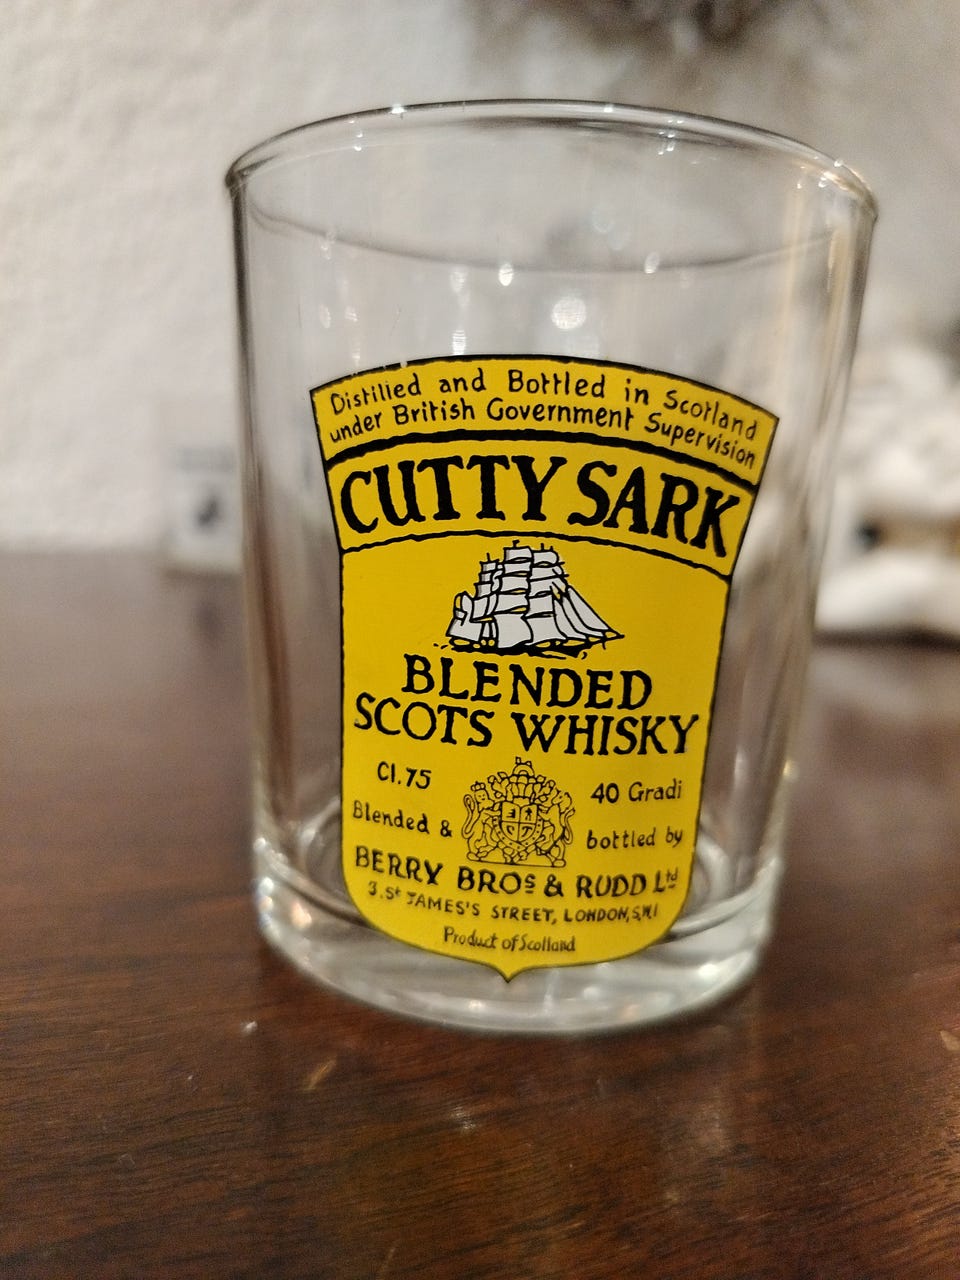 Distilled and Bottled in Scotland
under British Government Supervision
CUTTY SARK
BLENDED
SCOTS WHISKY
Cl.75
40 Gradi
Blended & bottled by
BERRY BROS & RUDD Ltd
3.St JAMES'S STREET, LONDON,S.W.1
Product of Scotland